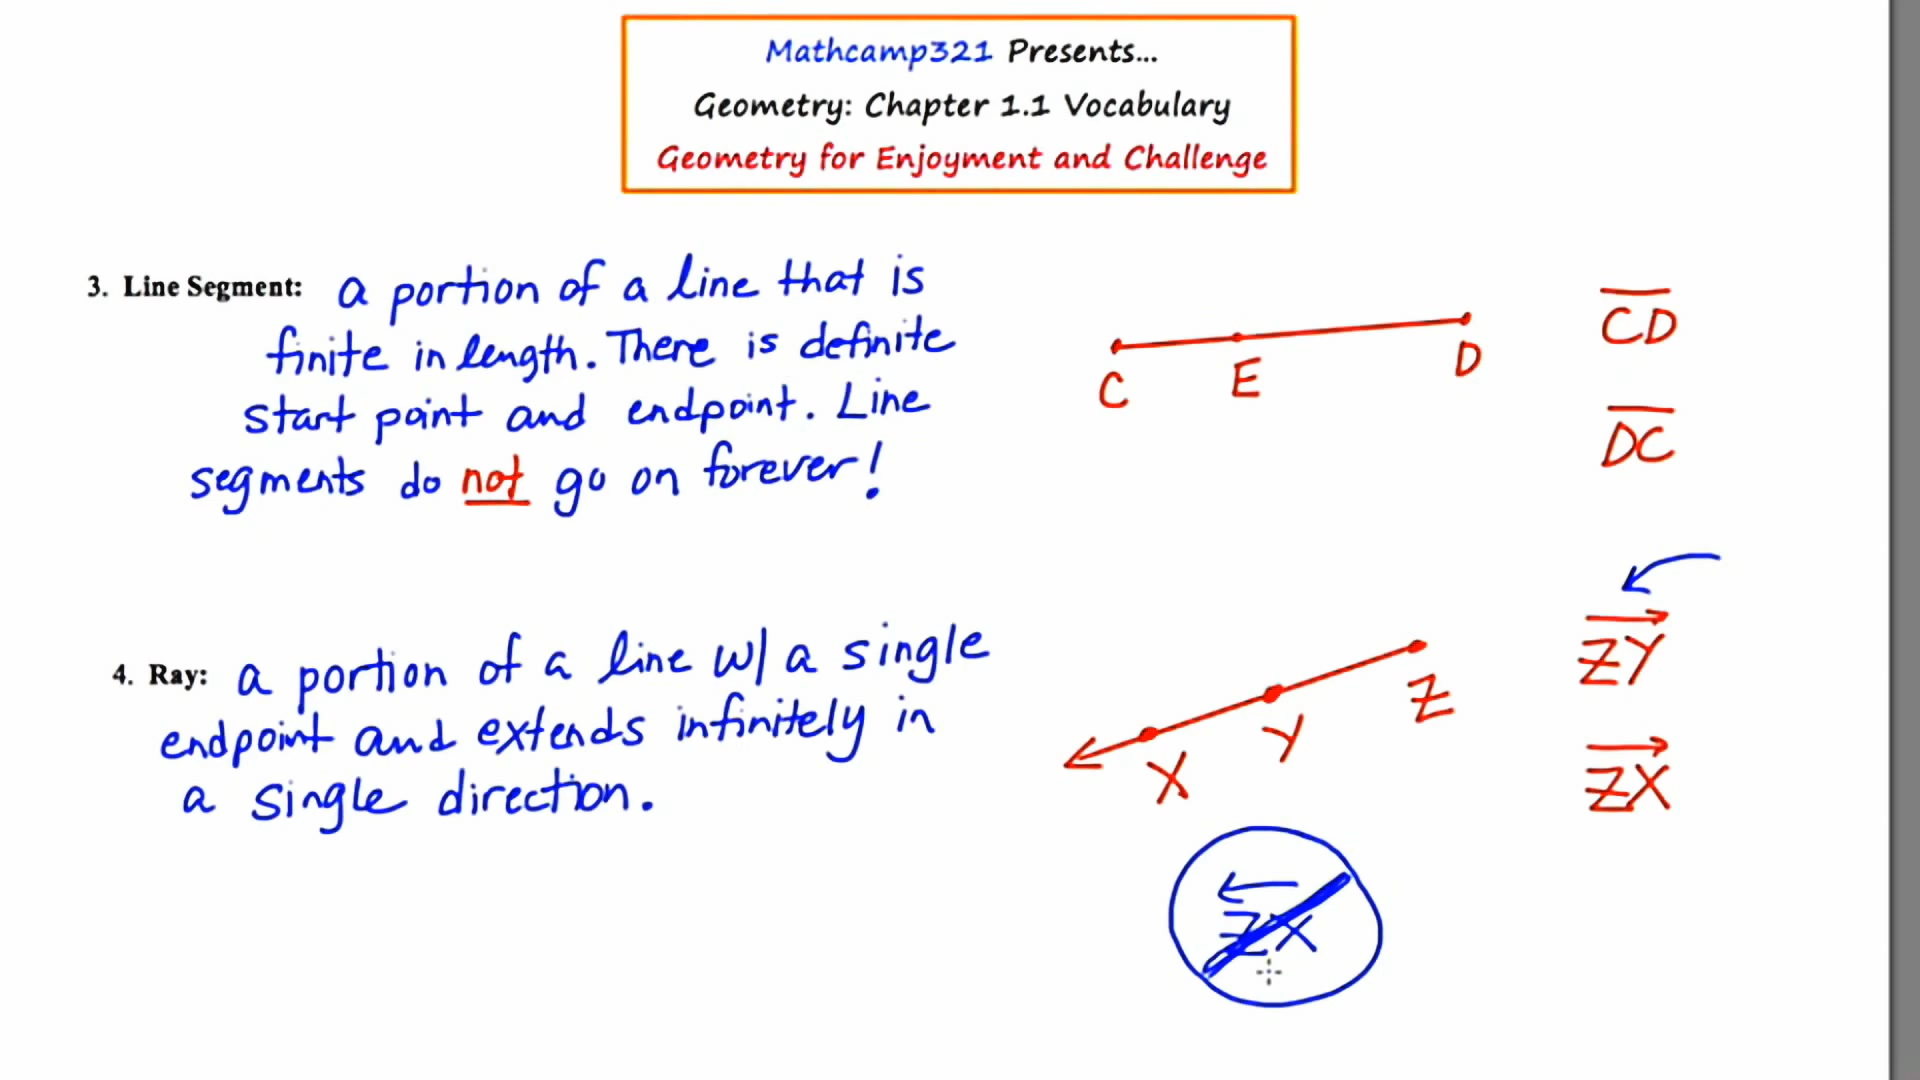 Mathcamp321 Presents...
Geometry: Chapter 1.1 Vocabulary
Geometry for Enjoyment and Challenge
3. Line Segment: a portion of a line that is
finite in length. There is definite
start point and endpoint. Line
segments do not go on forever!
C E D
CD
DC
4. Ray: a portion of a line w/ a single
endpoint and extends infinitely in
a single direction.
X Y Z
ZY
ZX
ZX